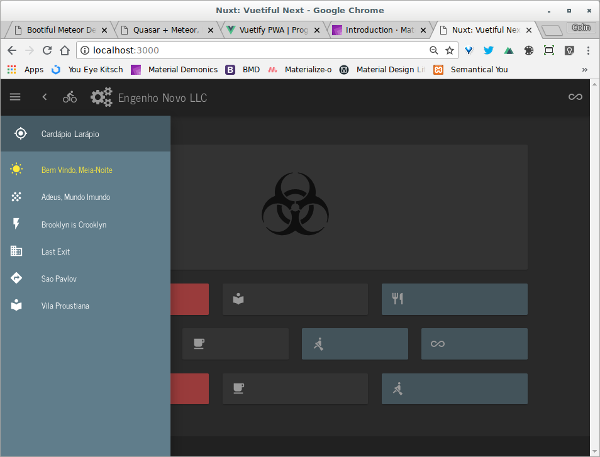 Nuxt: Vuetiful Next - Google Chrome
Bootiful Meteor De
Quasar + Meteor.
Vuetify PWA | Prog
Introduction · Mat
Nuxt: Vuetiful Nex
Colin
localhost:3000
Apps
You Eye Kitsch
Material Demonics
BMD
Materialize-o
Material Design Li
Semantical You
»
Engenho Novo LLC
Cardápio Larápio
Bem Vindo, Meia-Noite
Adeus, Mundo Imundo
Brooklyn is Crooklyn
Last Exit
Sao Pavlov
Vila Proustiana